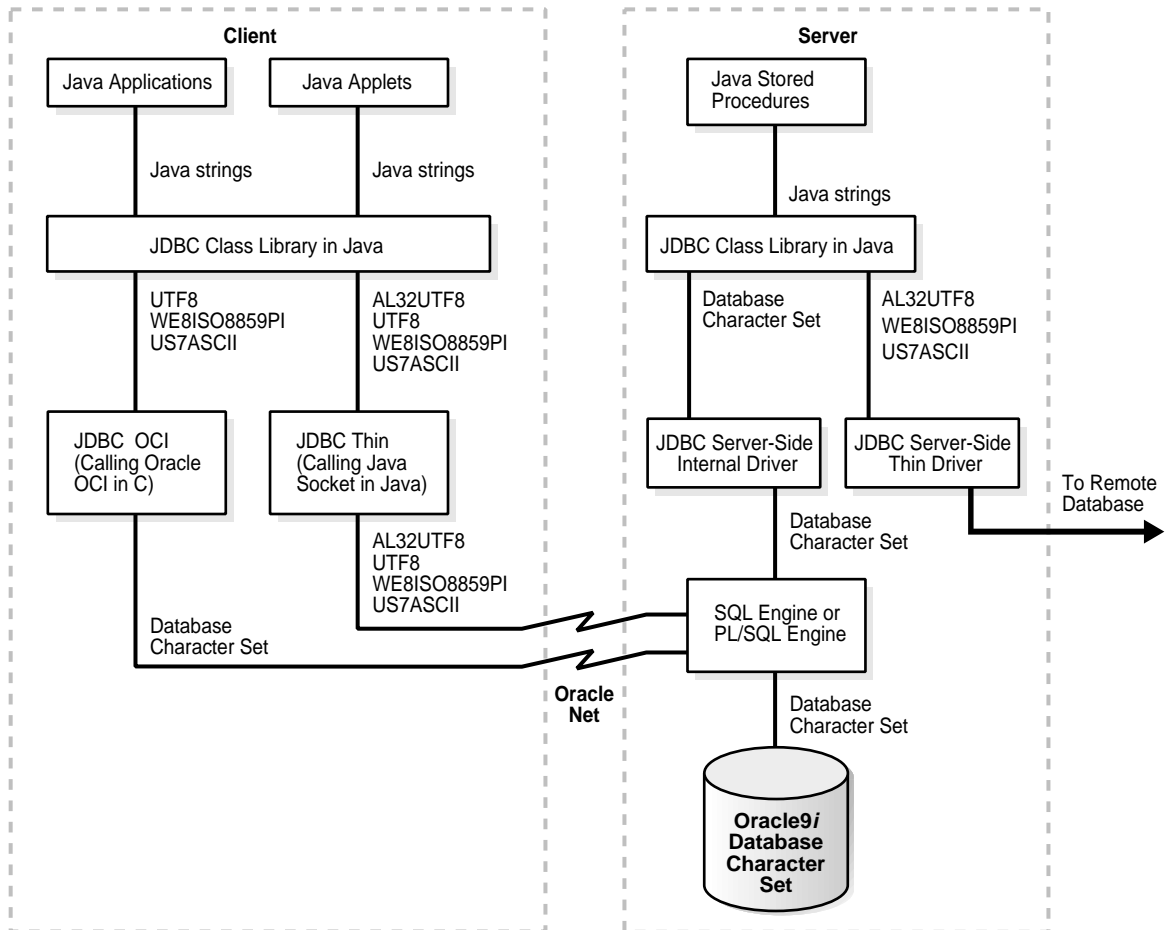 Client
Java Applications
Java Applets
Java strings
Java strings
JDBC Class Library in Java
UTF8
WE8ISO8859PI
US7ASCII
AL32UTF8
UTF8
WE8ISO8859PI
US7ASCII
JDBC OCI
(Calling Oracle
OCI in C)
JDBC Thin
(Calling Java
Socket in Java)
AL32UTF8
UTF8
WE8ISO8859PI
US7ASCII
Database
Character Set
Oracle
Net
Server
Java Stored
Procedures
Java strings
JDBC Class Library in Java
Database
Character Set
AL32UTF8
WE8ISO8859PI
US7ASCII
JDBC Server-Side
Internal Driver
JDBC Server-Side
Thin Driver
To Remote
Database
Database
Character Set
SQL Engine or
PL/SQL Engine
Database
Character Set
Oracle9i
Database
Character
Set